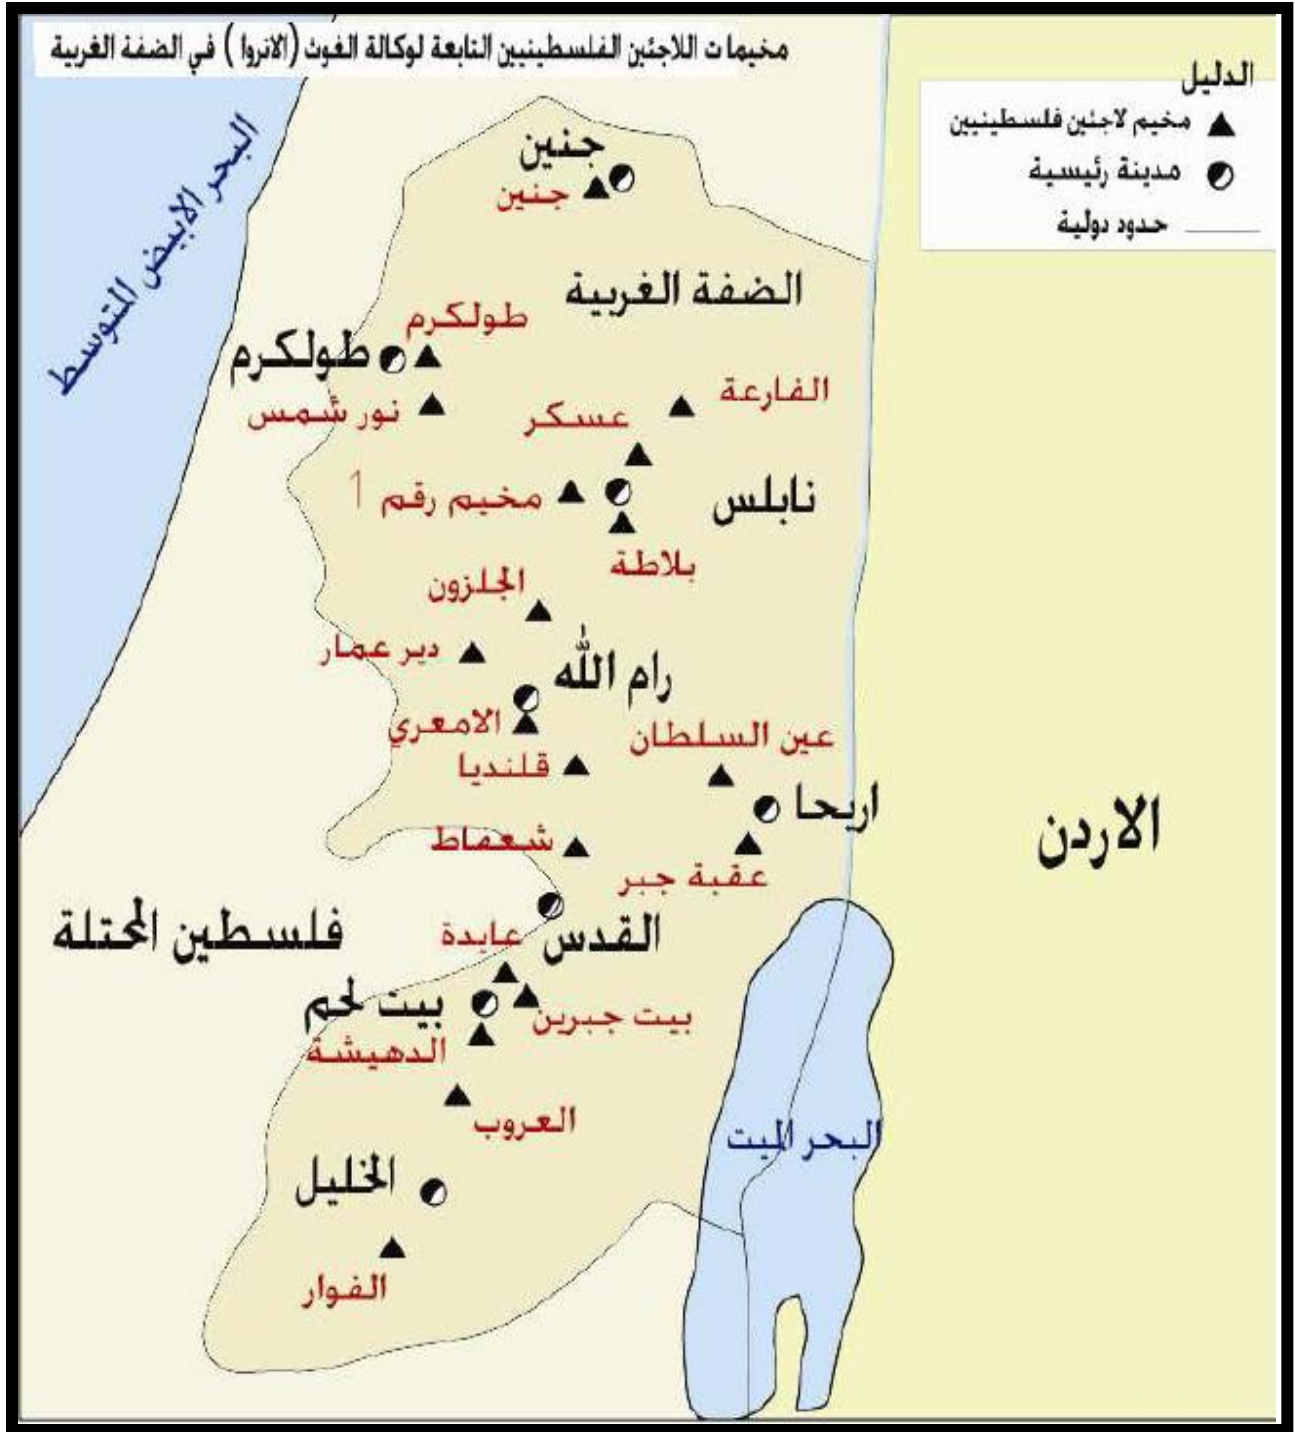 مخيمات اللاجئين الفلسطينيين التابعة لوكالة الغوث (الانروا) في الضفة الغربية
الدليل
مخيم لاجئين فلسطينيين
مدينة رئيسية
حدود دولية
البحر الابيض المتوسط
جنين
جنين
الضفة الغربية
طولكرم
طولكرم
الفارعة
نور شمس
عسكر
نابلس
مخيم رقم 1
بلاطة
الجلزون
دير عمار
رام الله
الامعري
عين السلطان
قلنديا
اريحا
الاردن
شعفاط
عقبة جبر
فلسطين المحتلة
عايدة
القدس
بيت لحم
بيت جبرين
الدهيشة
العروب
البحر الميت
الخليل
الفوار